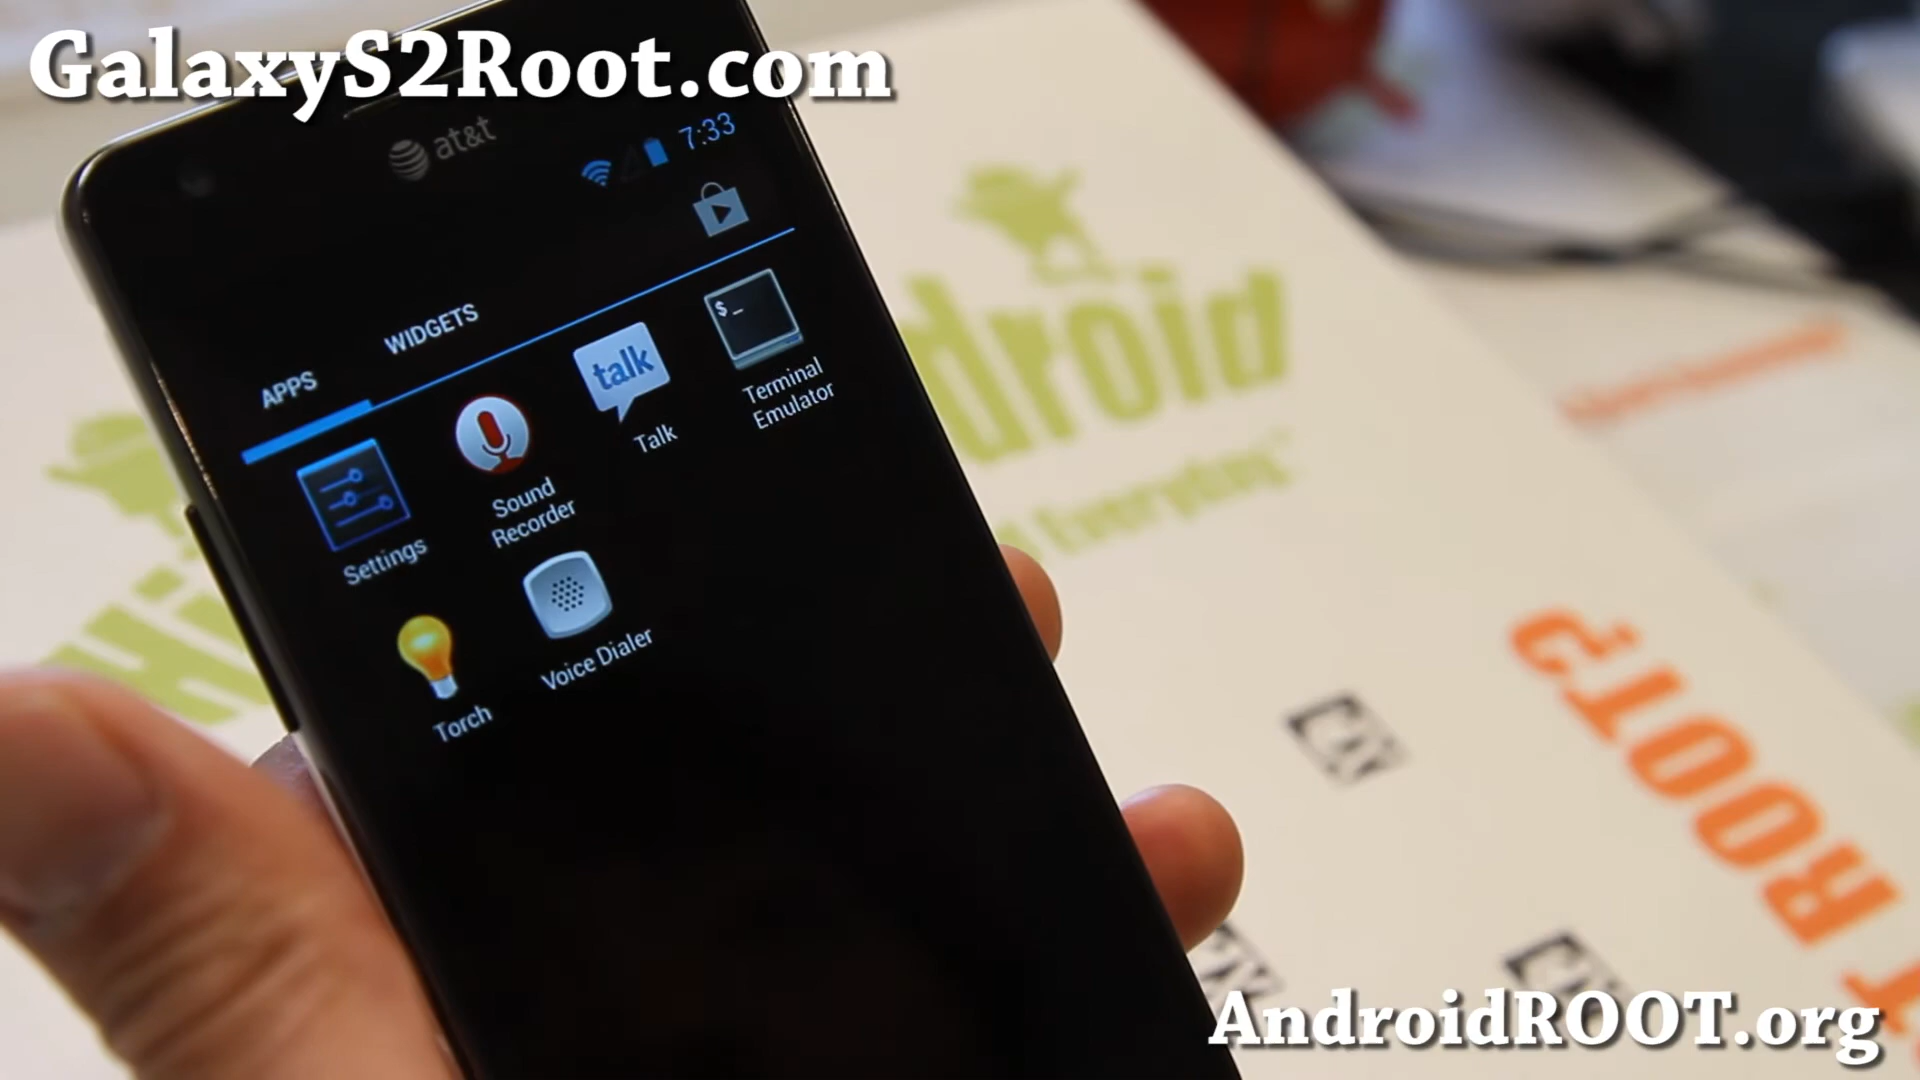 GalaxyS2Root.com
at&t
7:33
APPS
WIDGETS
Settings
Sound
Recorder
talk
Talk
$_
Terminal
Emulator
Torch
Voice Dialer
droid
Everyday
ROOT?
AndroidROOT.org